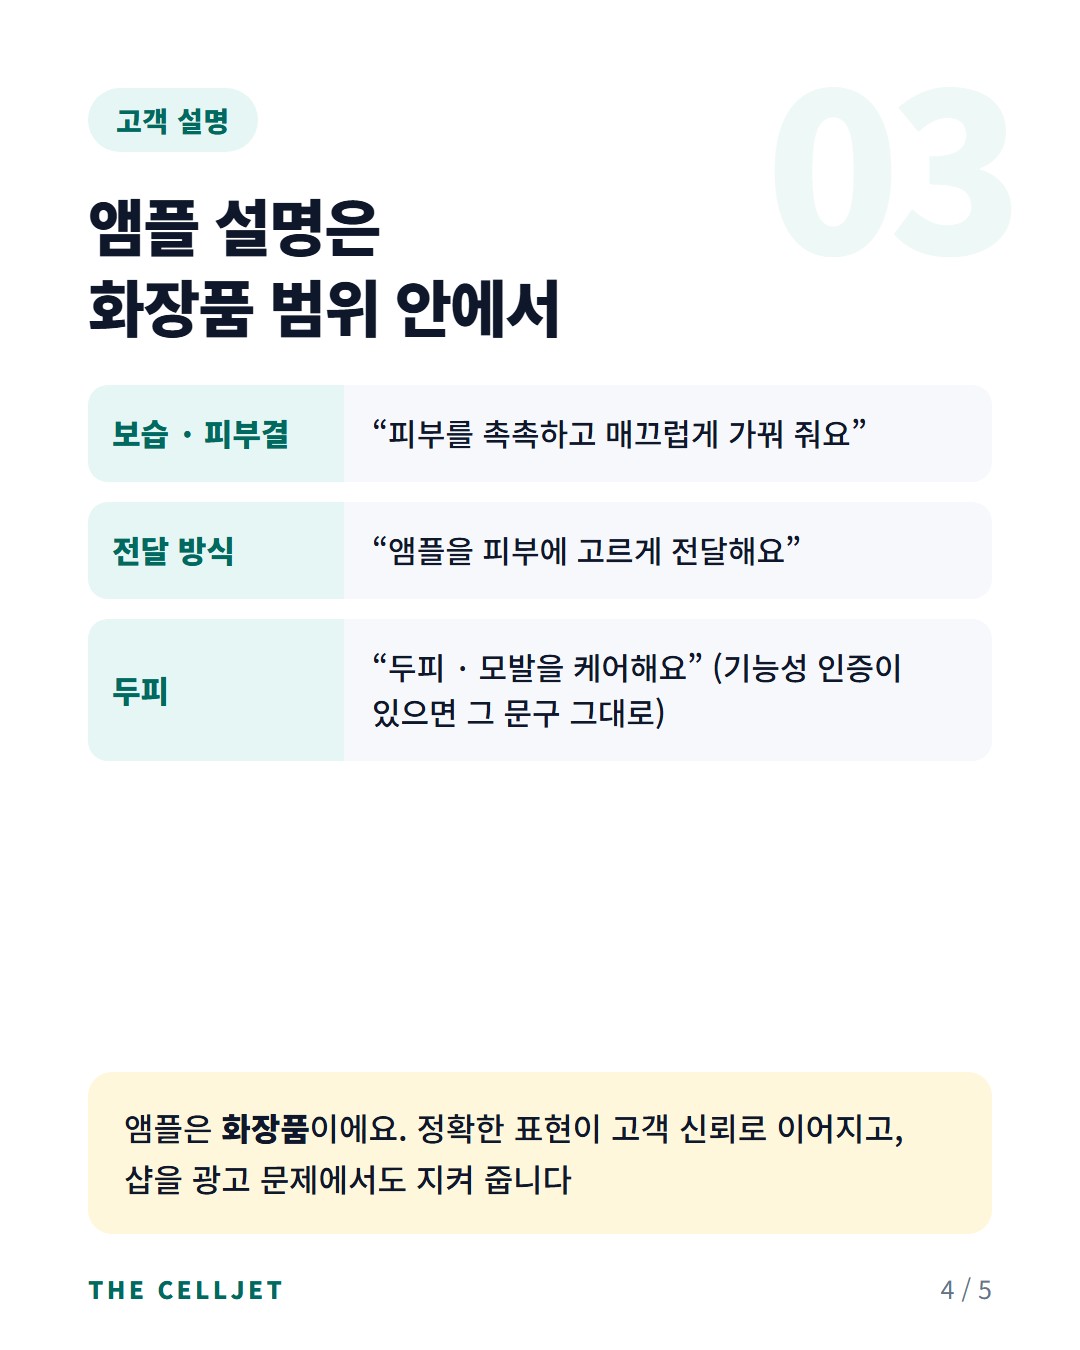 고객 설명
03
앰플 설명은
화장품 범위 안에서
보습 · 피부결
“피부를 촉촉하고 매끄럽게 가꿔 줘요”
전달 방식
“앰플을 피부에 고르게 전달해요”
두피
“두피 · 모발을 케어해요” (기능성 인증이
있으면 그 문구 그대로)
앰플은 화장품이에요. 정확한 표현이 고객 신뢰로 이어지고,
샵을 광고 문제에서도 지켜 줍니다
THE CELLJET
4 / 5